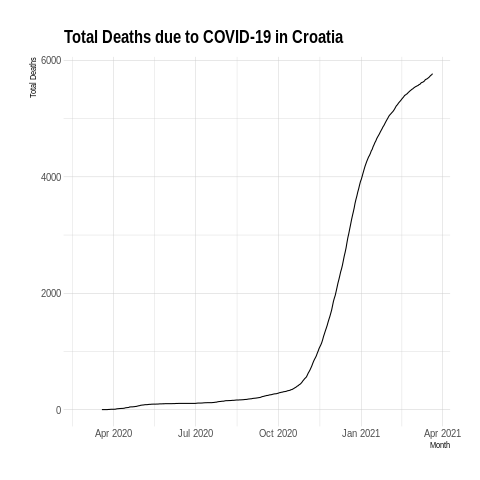 Total Deaths due to COVID-19 in Croatia
Total Deaths
6000
4000
2000
0
Apr 2020 Jul 2020 Oct 2020 Jan 2021 Apr 2021
Month